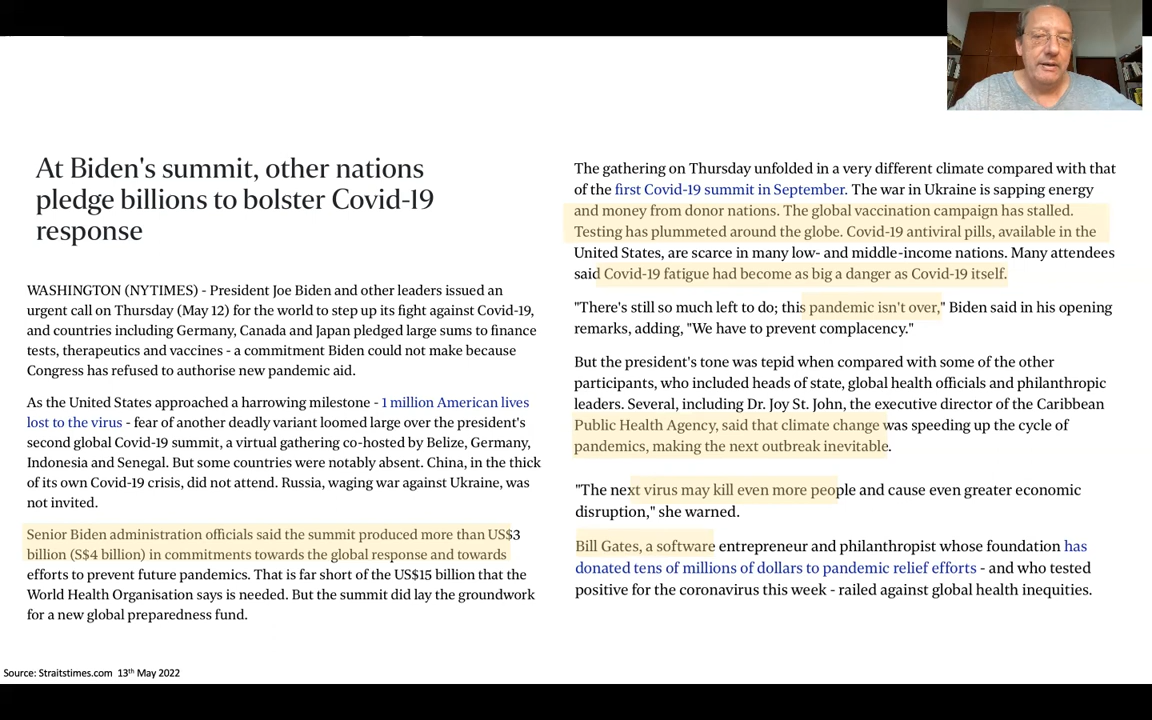 At Biden's summit, other nations
pledge billions to bolster Covid-19
response
WASHINGTON (NYTIMES) - President Joe Biden and other leaders issued an
urgent call on Thursday (May 12) for the world to step up its fight against Covid-19,
and countries including Germany, Canada and Japan pledged large sums to finance
tests, therapeutics and vaccines - a commitment Biden could not make because
Congress has refused to authorise new pandemic aid.
As the United States approached a harrowing milestone - 1 million American lives
lost to the virus - fear of another deadly variant loomed large over the president's
second global Covid-19 summit, a virtual gathering co-hosted by Belize, Germany,
Indonesia and Senegal. But some countries were notably absent. China, in the thick
of its own Covid-19 crisis, did not attend. Russia, waging war against Ukraine, was
not invited.
Senior Biden administration officials said the summit produced more than US$3
billion (S$4 billion) in commitments towards the global response and towards
efforts to prevent future pandemics. That is far short of the US$15 billion that the
World Health Organisation says is needed. But the summit did lay the groundwork
for a new global preparedness fund.
The gathering on Thursday unfolded in a very different climate compared with that
of the first Covid-19 summit in September. The war in Ukraine is sapping energy
and money from donor nations. The global vaccination campaign has stalled.
Testing has plummeted around the globe. Covid-19 antiviral pills, available in the
United States, are scarce in many low- and middle-income nations. Many attendees
said Covid-19 fatigue had become as big a danger as Covid-19 itself.
"There's still so much left to do; this pandemic isn't over," Biden said in his opening
remarks, adding, "We have to prevent complacency."
But the president's tone was tepid when compared with some of the other
participants, who included heads of state, global health officials and philanthropic
leaders. Several, including Dr. Joy St. John, the executive director of the Caribbean
Public Health Agency, said that climate change was speeding up the cycle of
pandemics, making the next outbreak inevitable.
"The next virus may kill even more people and cause even greater economic
disruption," she warned.
Bill Gates, a software entrepreneur and philanthropist whose foundation has
donated tens of millions of dollars to pandemic relief efforts - and who tested
positive for the coronavirus this week - railed against global health inequities.
Source: Straitstimes.com 13th May 2022